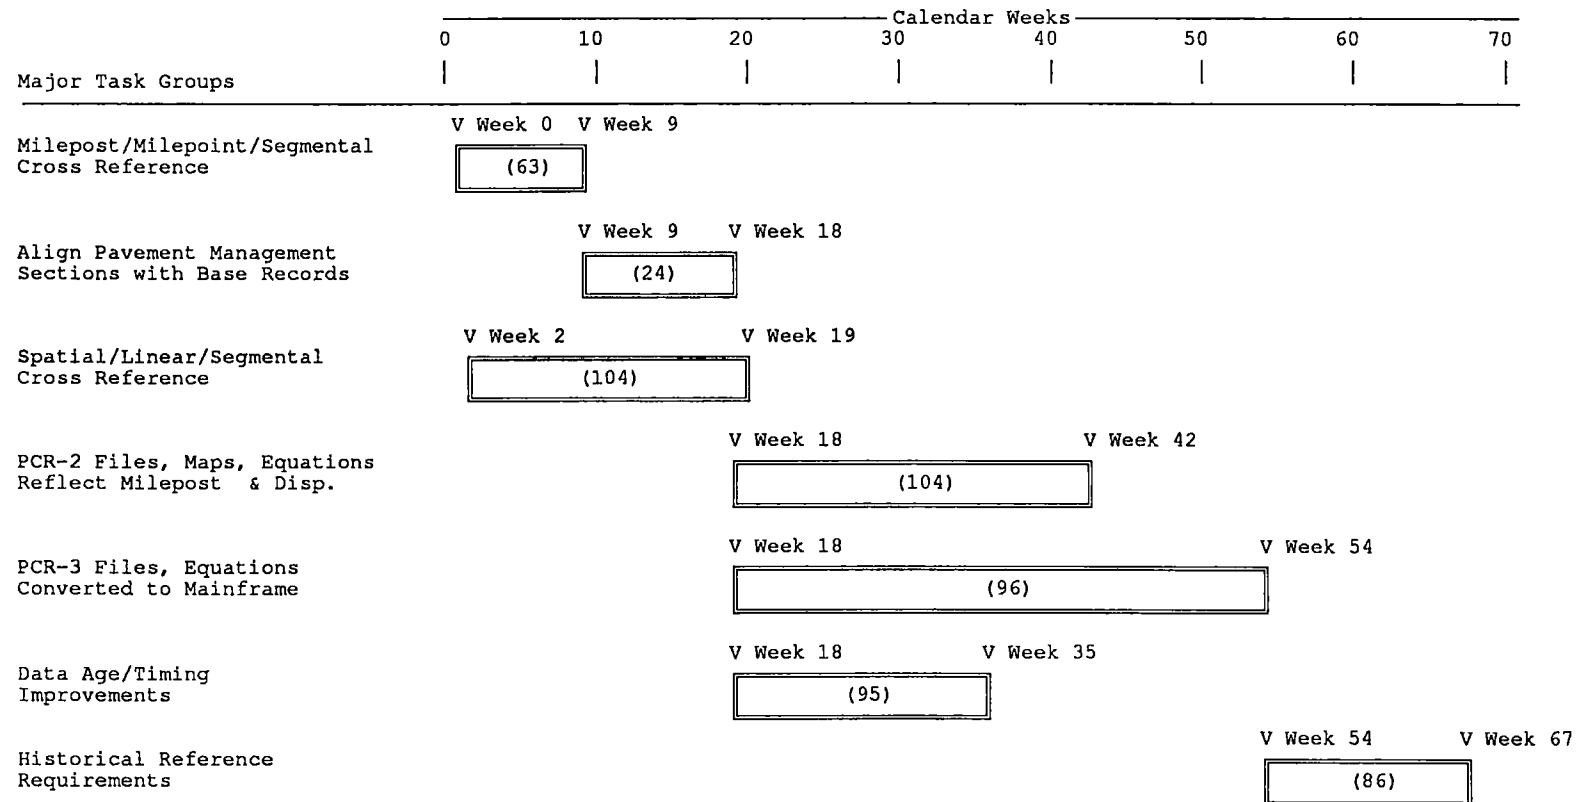 Calendar Weeks
0 10 20 30 40 50 60 70
Major Task Groups
V Week 0 V Week 9
Milepost/Milepoint/Segmental
Cross Reference
(63)
V Week 9 V Week 18
Align Pavement Management
Sections with Base Records
(24)
V Week 2 V Week 19
Spatial/Linear/Segmental
Cross Reference
(104)
V Week 18 V Week 42
PCR-2 Files, Maps, Equations
Reflect Milepost & Disp.
(104)
V Week 18 V Week 54
PCR-3 Files, Equations
Converted to Mainframe
(96)
V Week 18 V Week 35
Data Age/Timing
Improvements
(95)
V Week 54 V Week 67
Historical Reference
Requirements
(86)